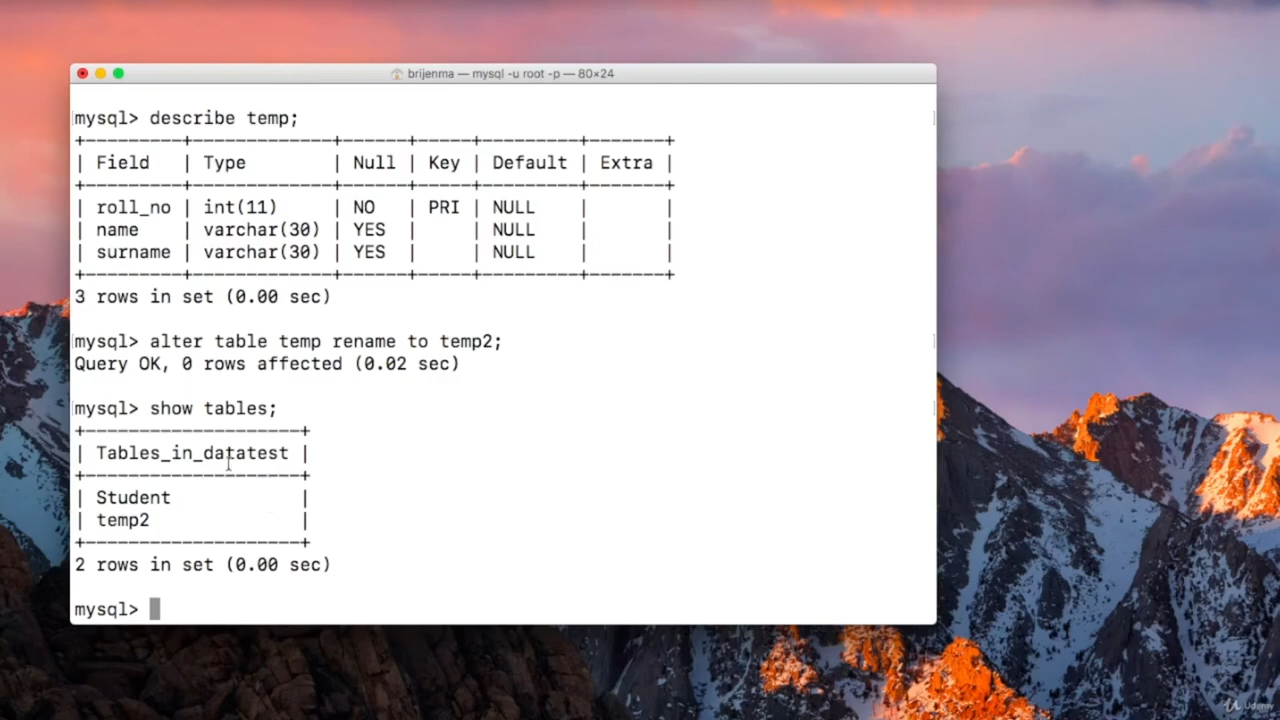 brijenma — mysql -u root -p — 80×24
mysql> describe temp;
+----------+-------------+------+-----+---------+-------+
| Field | Type | Null | Key | Default | Extra |
+----------+-------------+------+-----+---------+-------+
| roll_no | int(11) | NO | PRI | NULL | |
| name | varchar(30) | YES | | NULL | |
| surname | varchar(30) | YES | | NULL | |
+----------+-------------+------+-----+---------+-------+
3 rows in set (0.00 sec)
mysql> alter table temp rename to temp2;
Query OK, 0 rows affected (0.02 sec)
mysql> show tables;
+--------------------+
| Tables_in_datatest |
+--------------------+
| Student |
| temp2 |
+--------------------+
2 rows in set (0.00 sec)
mysql>
Udemy